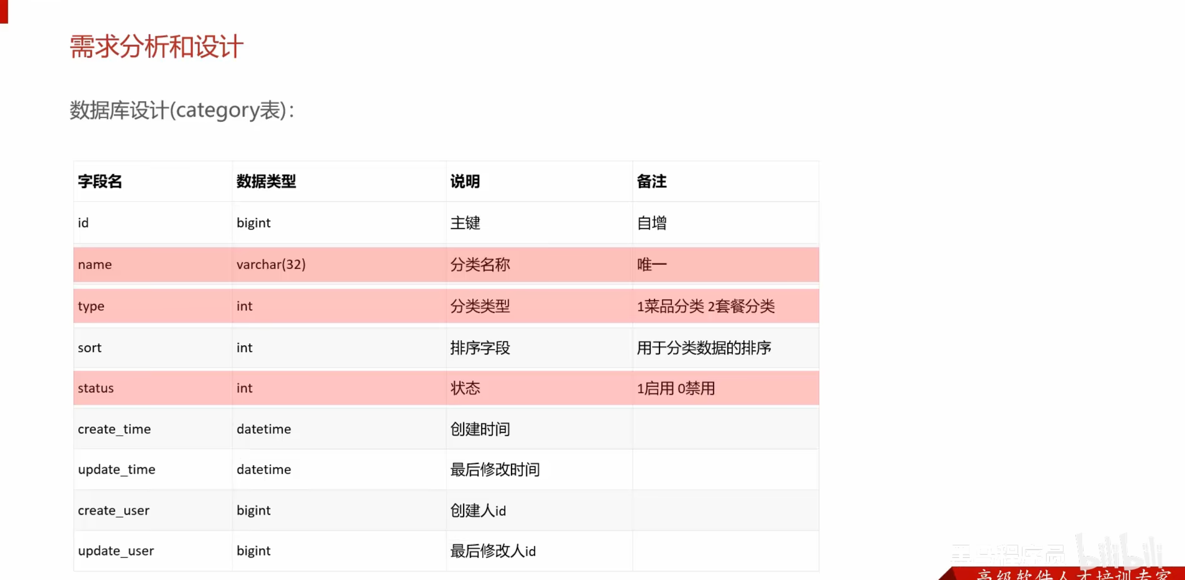 需求分析和设计
数据库设计(category表)：
字段名 数据类型 说明 备注
id bigint 主键 自增
name varchar(32) 分类名称 唯一
type int 分类类型 1菜品分类 2套餐分类
sort int 排序字段 用于分类数据的排序
status int 状态 1启用 0禁用
create_time datetime 创建时间
update_time datetime 最后修改时间
create_user bigint 创建人id
update_user bigint 最后修改人id
bilibili
高级软件人才培训专家